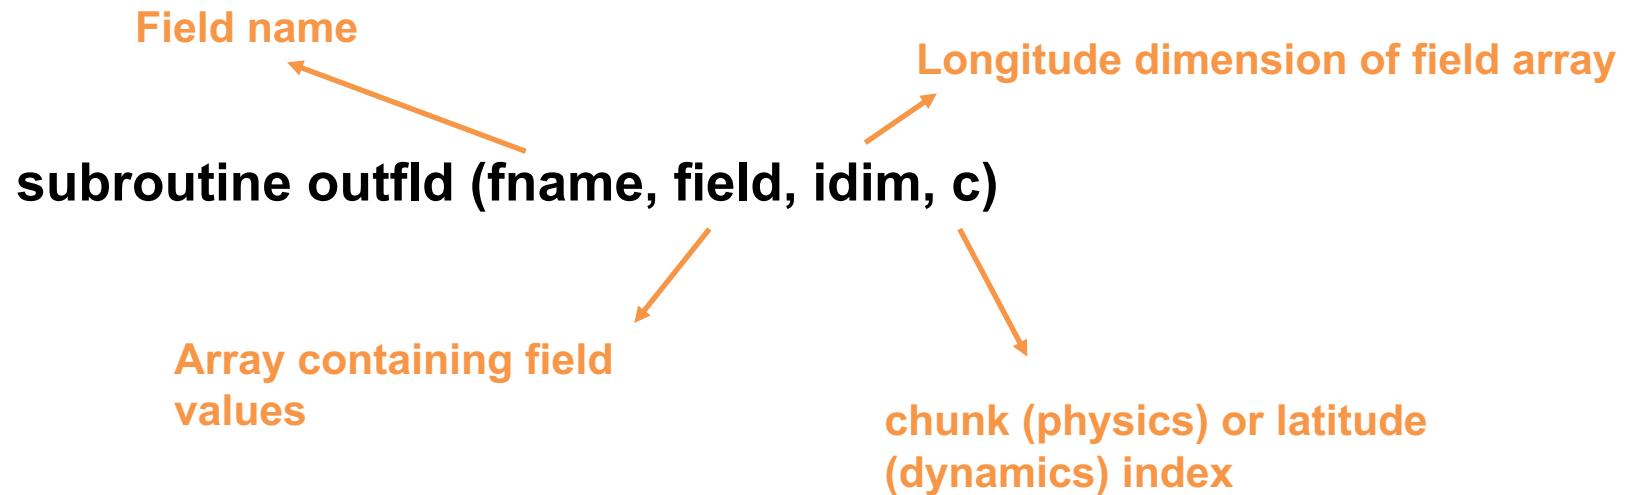 Field name
Longitude dimension of field array
subroutine outfld (fname, field, idim, c)
Array containing field
values
chunk (physics) or latitude
(dynamics) index